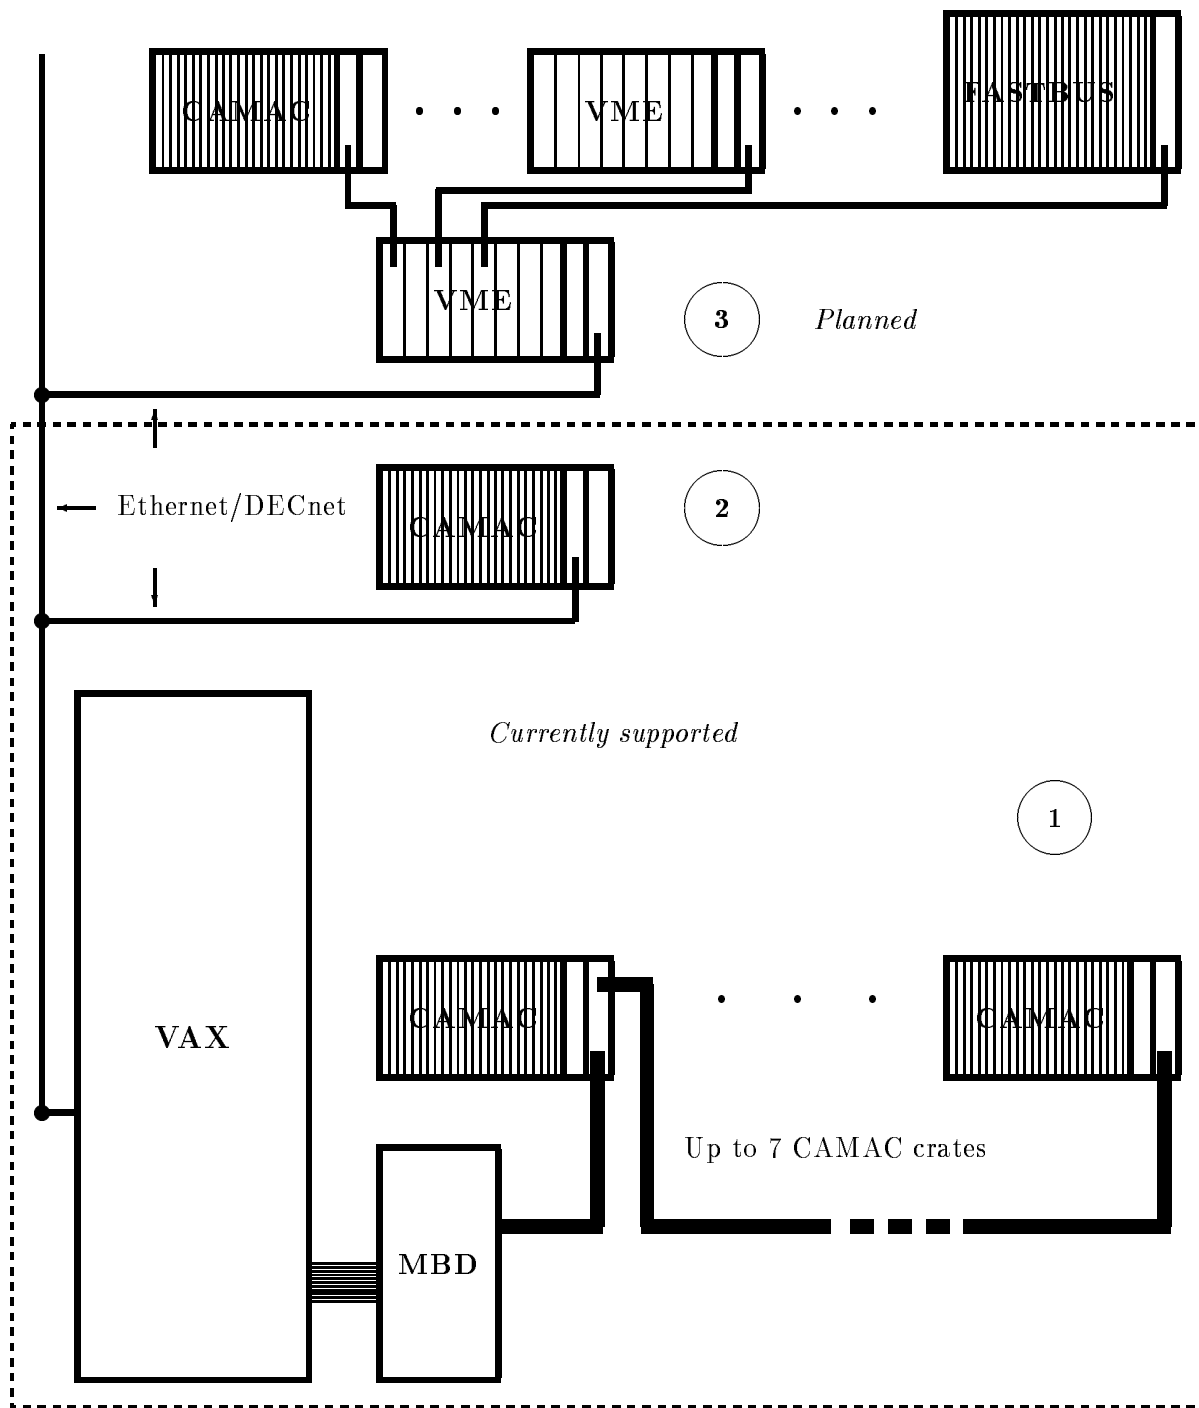 CAMAC
VME
FASTBUS
VME
3
Planned
Ethernet/DECnet
CAMAC
2
Currently supported
1
CAMAC
CAMAC
VAX
Up to 7 CAMAC crates
MBD